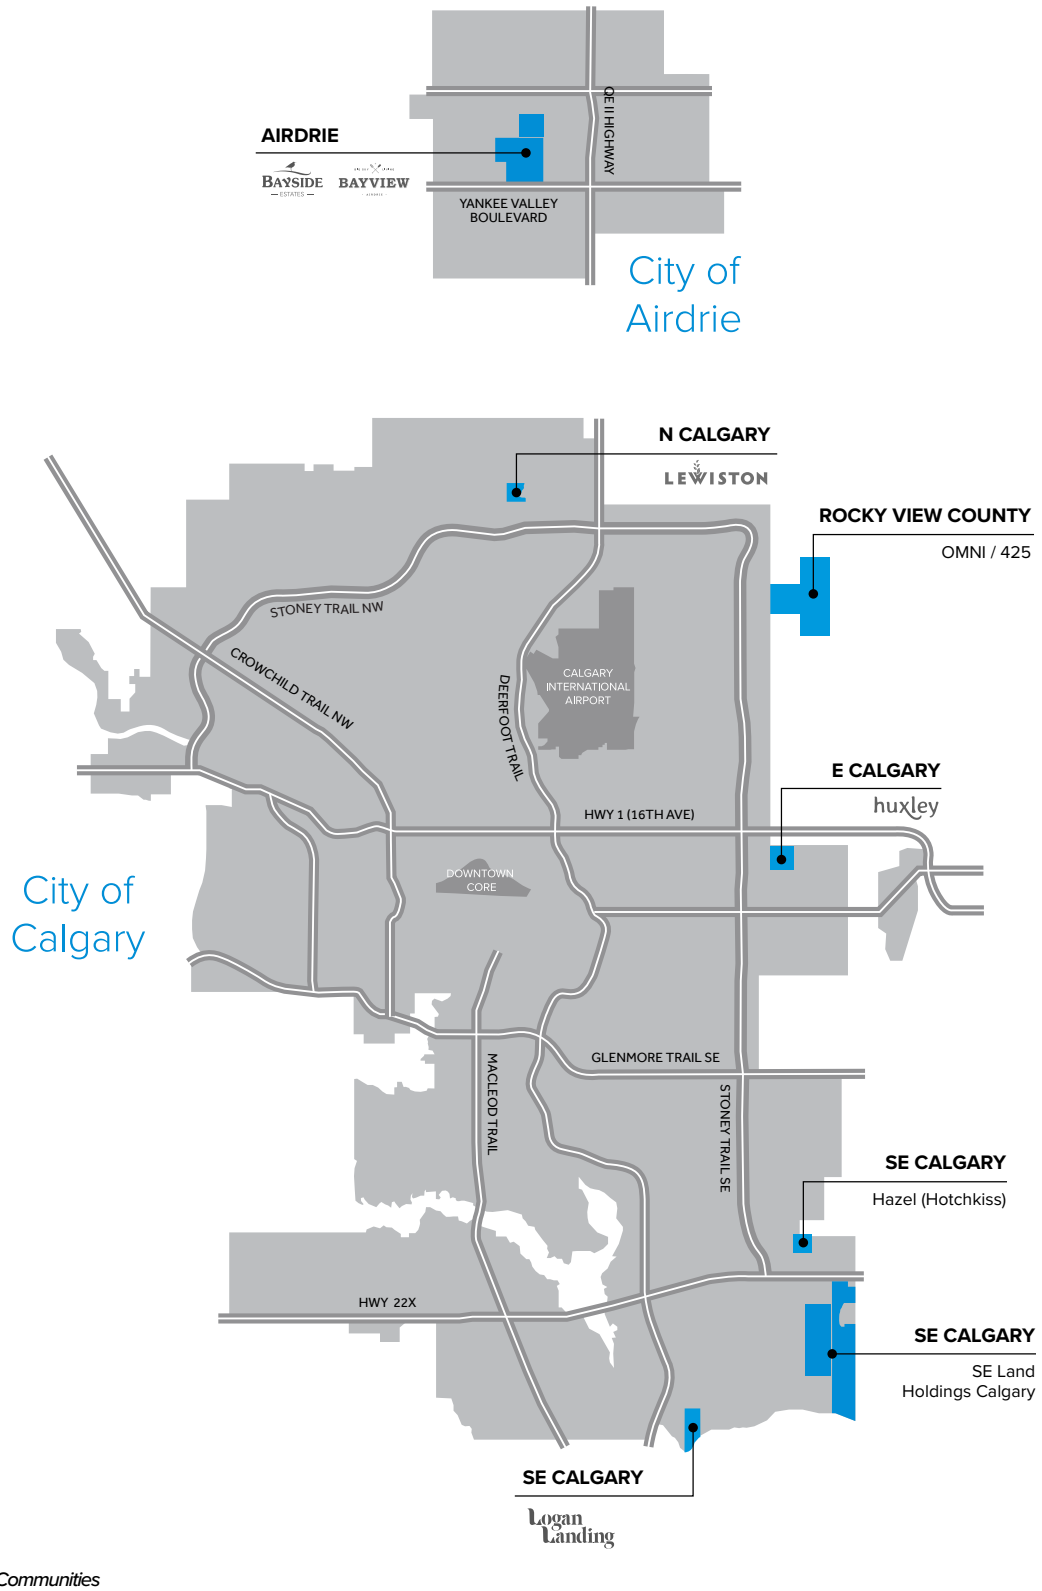 AIRDRIE
BAYSIDE
ESTATES
BAYVIEW
AIRDRIE
QE II HIGHWAY
YANKEE VALLEY
BOULEVARD
City of
Airdrie
N CALGARY
LEWISTON
ROCKY VIEW COUNTY
OMNI / 425
STONEY TRAIL NW
CROWCHILD TRAIL NW
DEERFOOT TRAIL
CALGARY
INTERNATIONAL
AIRPORT
E CALGARY
huxley
HWY 1 (16TH AVE)
DOWNTOWN
CORE
City of
Calgary
GLENMORE TRAIL SE
MACLEOD TRAIL
STONEY TRAIL SE
SE CALGARY
Hazel (Hotchkiss)
HWY 22X
SE CALGARY
SE Land
Holdings Calgary
SE CALGARY
Logan
Landing
Communities